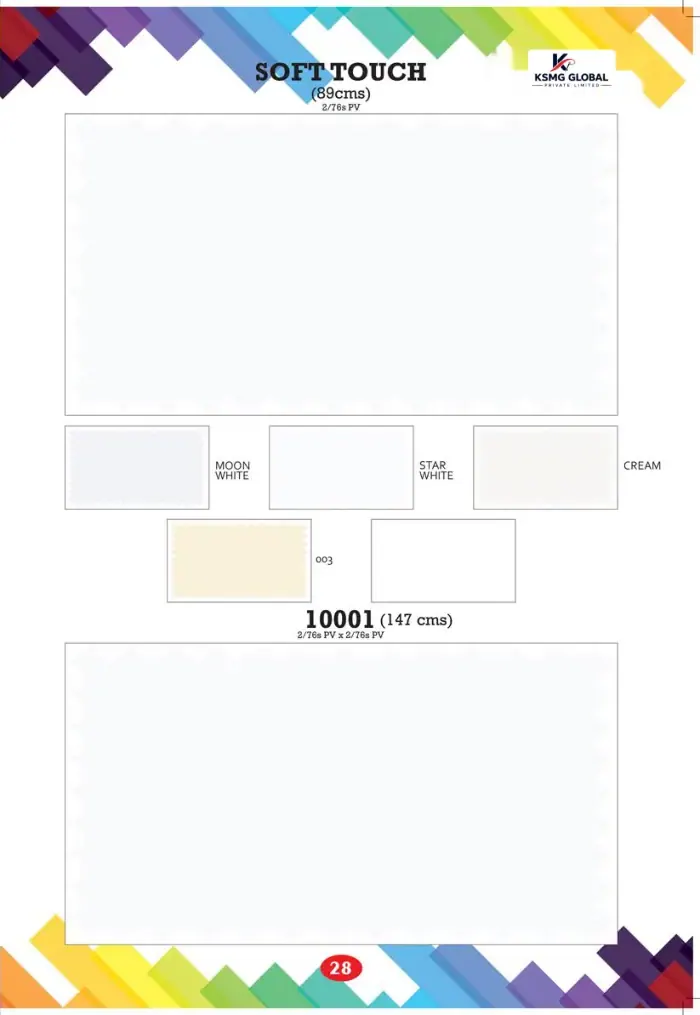 SOFT TOUCH
KSMG GLOBAL
PRIVATE LIMITED
(89cms)
2/76s PV
MOON
WHITE
STAR
WHITE
CREAM
003
10001 (147 cms)
2/76s PV x 2/76s PV
28